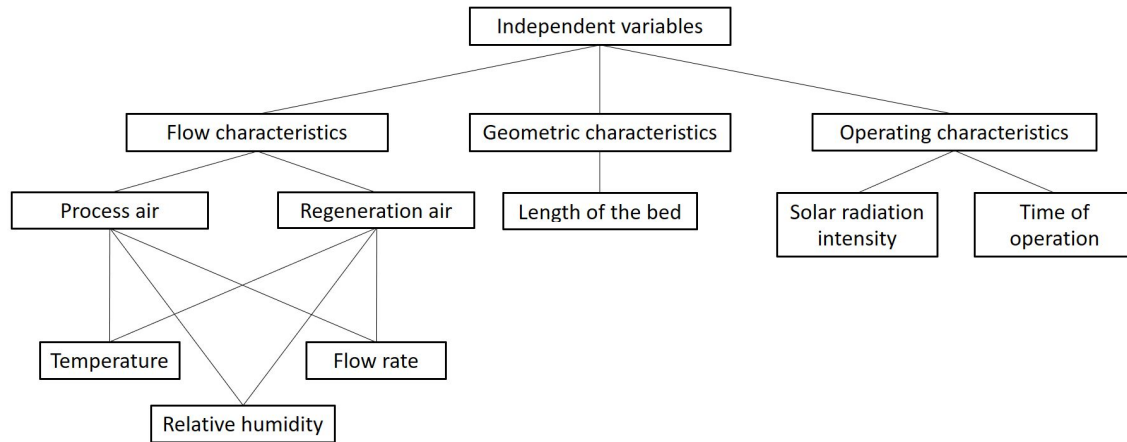 Independent variables
Flow characteristics
Geometric characteristics
Operating characteristics
Process air
Regeneration air
Length of the bed
Solar radiation
intensity
Time of
operation
Temperature
Flow rate
Relative humidity